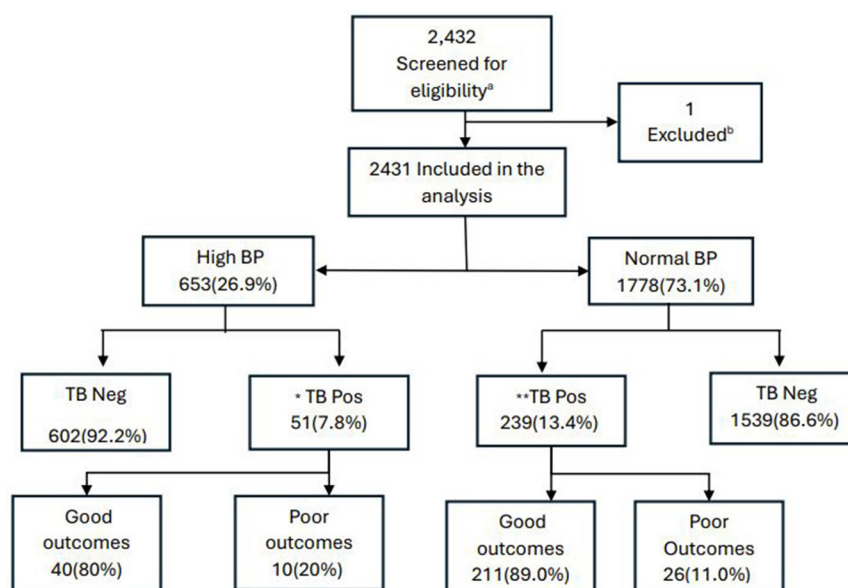 2,432
Screened for
eligibilityᵃ
1
Excludedᵇ
2431 Included in the
analysis
High BP
653(26.9%)
Normal BP
1778(73.1%)
TB Neg
602(92.2%)
* TB Pos
51(7.8%)
**TB Pos
239(13.4%)
TB Neg
1539(86.6%)
Good
outcomes
40(80%)
Poor
outcomes
10(20%)
Good
outcomes
211(89.0%)
Poor
Outcomes
26(11.0%)